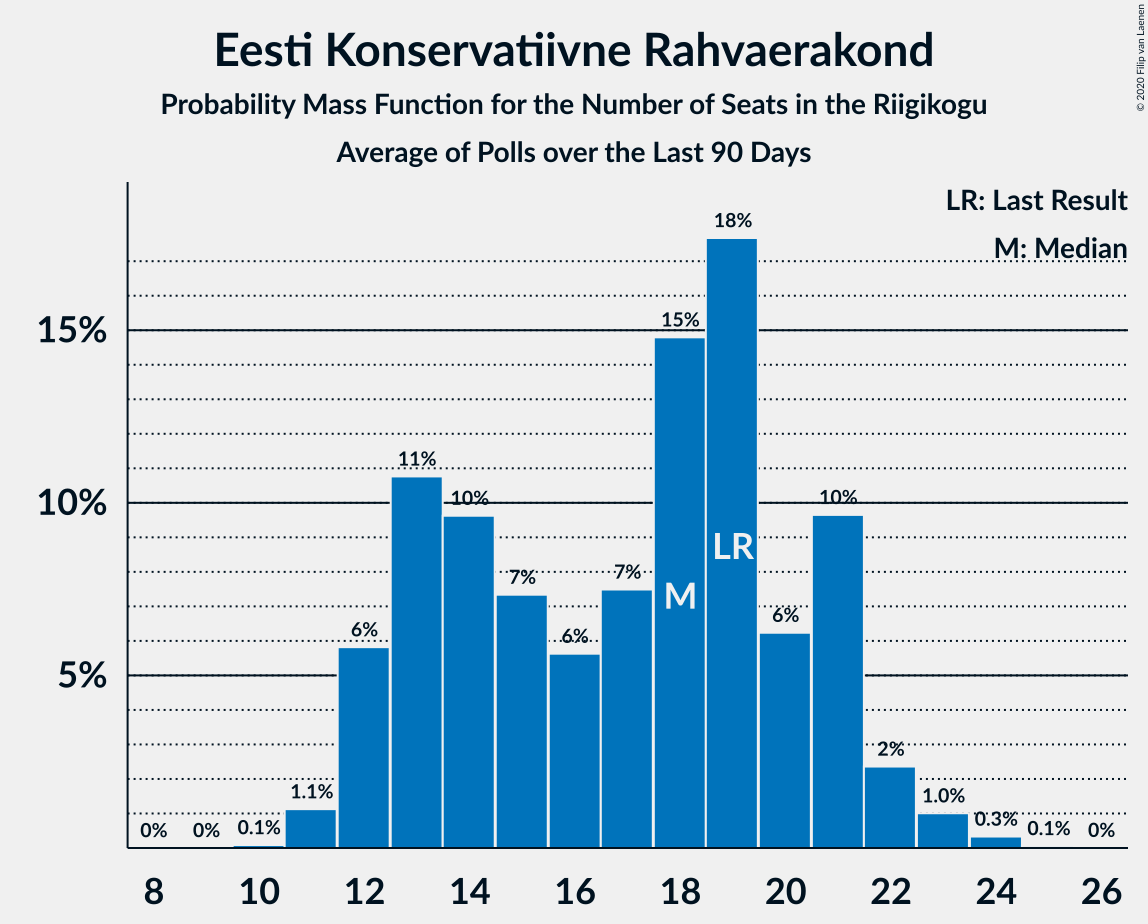 Eesti Konservatiivne Rahvaerakond
Probability Mass Function for the Number of Seats in the Riigikogu
Average of Polls over the Last 90 Days
© 2020 Filip van Laenen
LR: Last Result
M: Median
15%
10%
5%
0%
0%
0.1%
1.1%
6%
11%
10%
7%
6%
7%
15%
18%
6%
10%
2%
1.0%
0.3%
0.1%
0%
M
LR
8 10 12 14 16 18 20 22 24 26